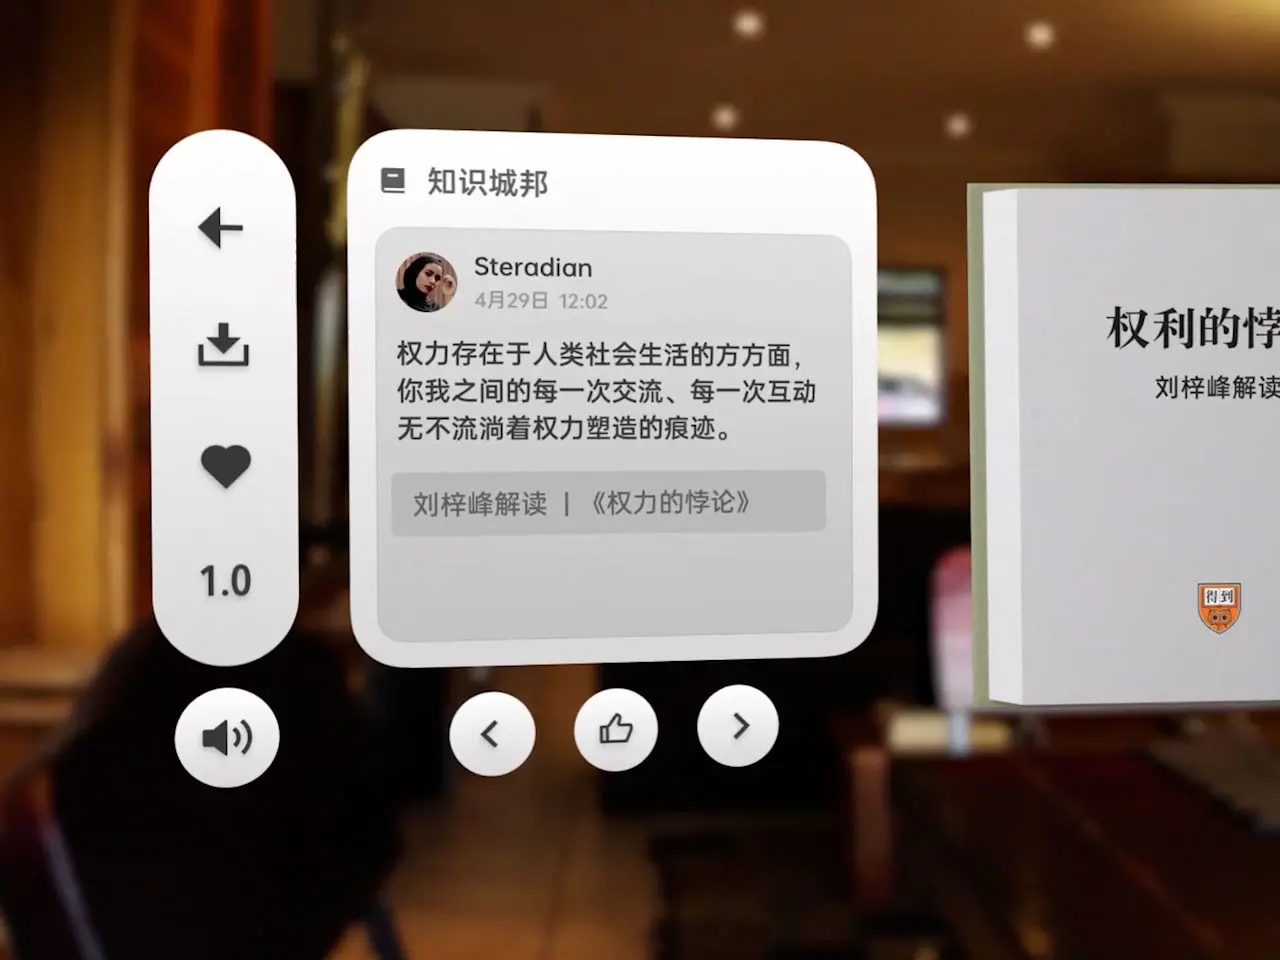 知识城邦
Steradian
4月29日 12:02
权力存在于人类社会生活的方方面，
你我之间的每一次交流、每一次互动
无不流淌着权力塑造的痕迹。
刘梓峰解读 | 《权力的悖论》
1.0
权利的悖
刘梓峰解读
得到